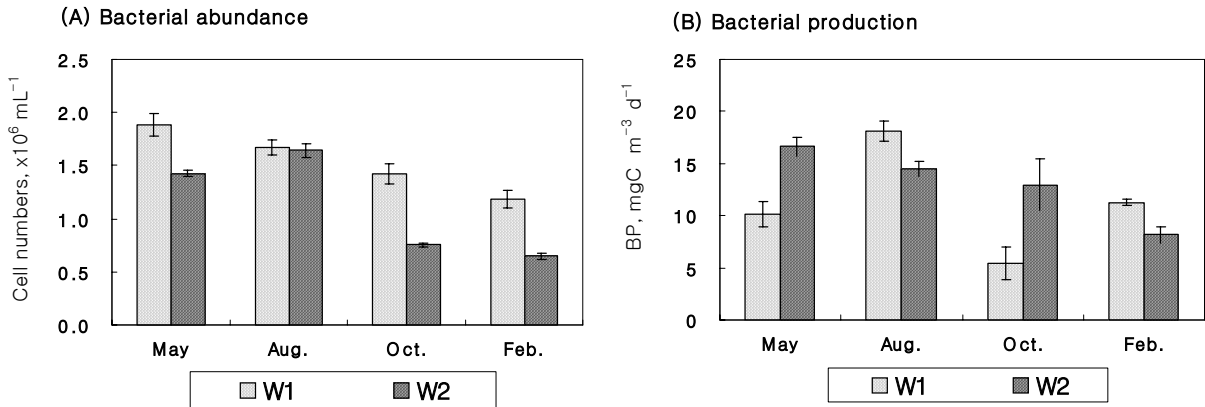 (A) Bacterial abundance
Cell numbers, x10⁶ mL⁻¹
2.5
2.0
1.5
1.0
0.5
0.0
May Aug. Oct. Feb.
W1 W2
(B) Bacterial production
BP, mgC m⁻³ d⁻¹
25
20
15
10
5
0
May Aug. Oct. Feb.
W1 W2